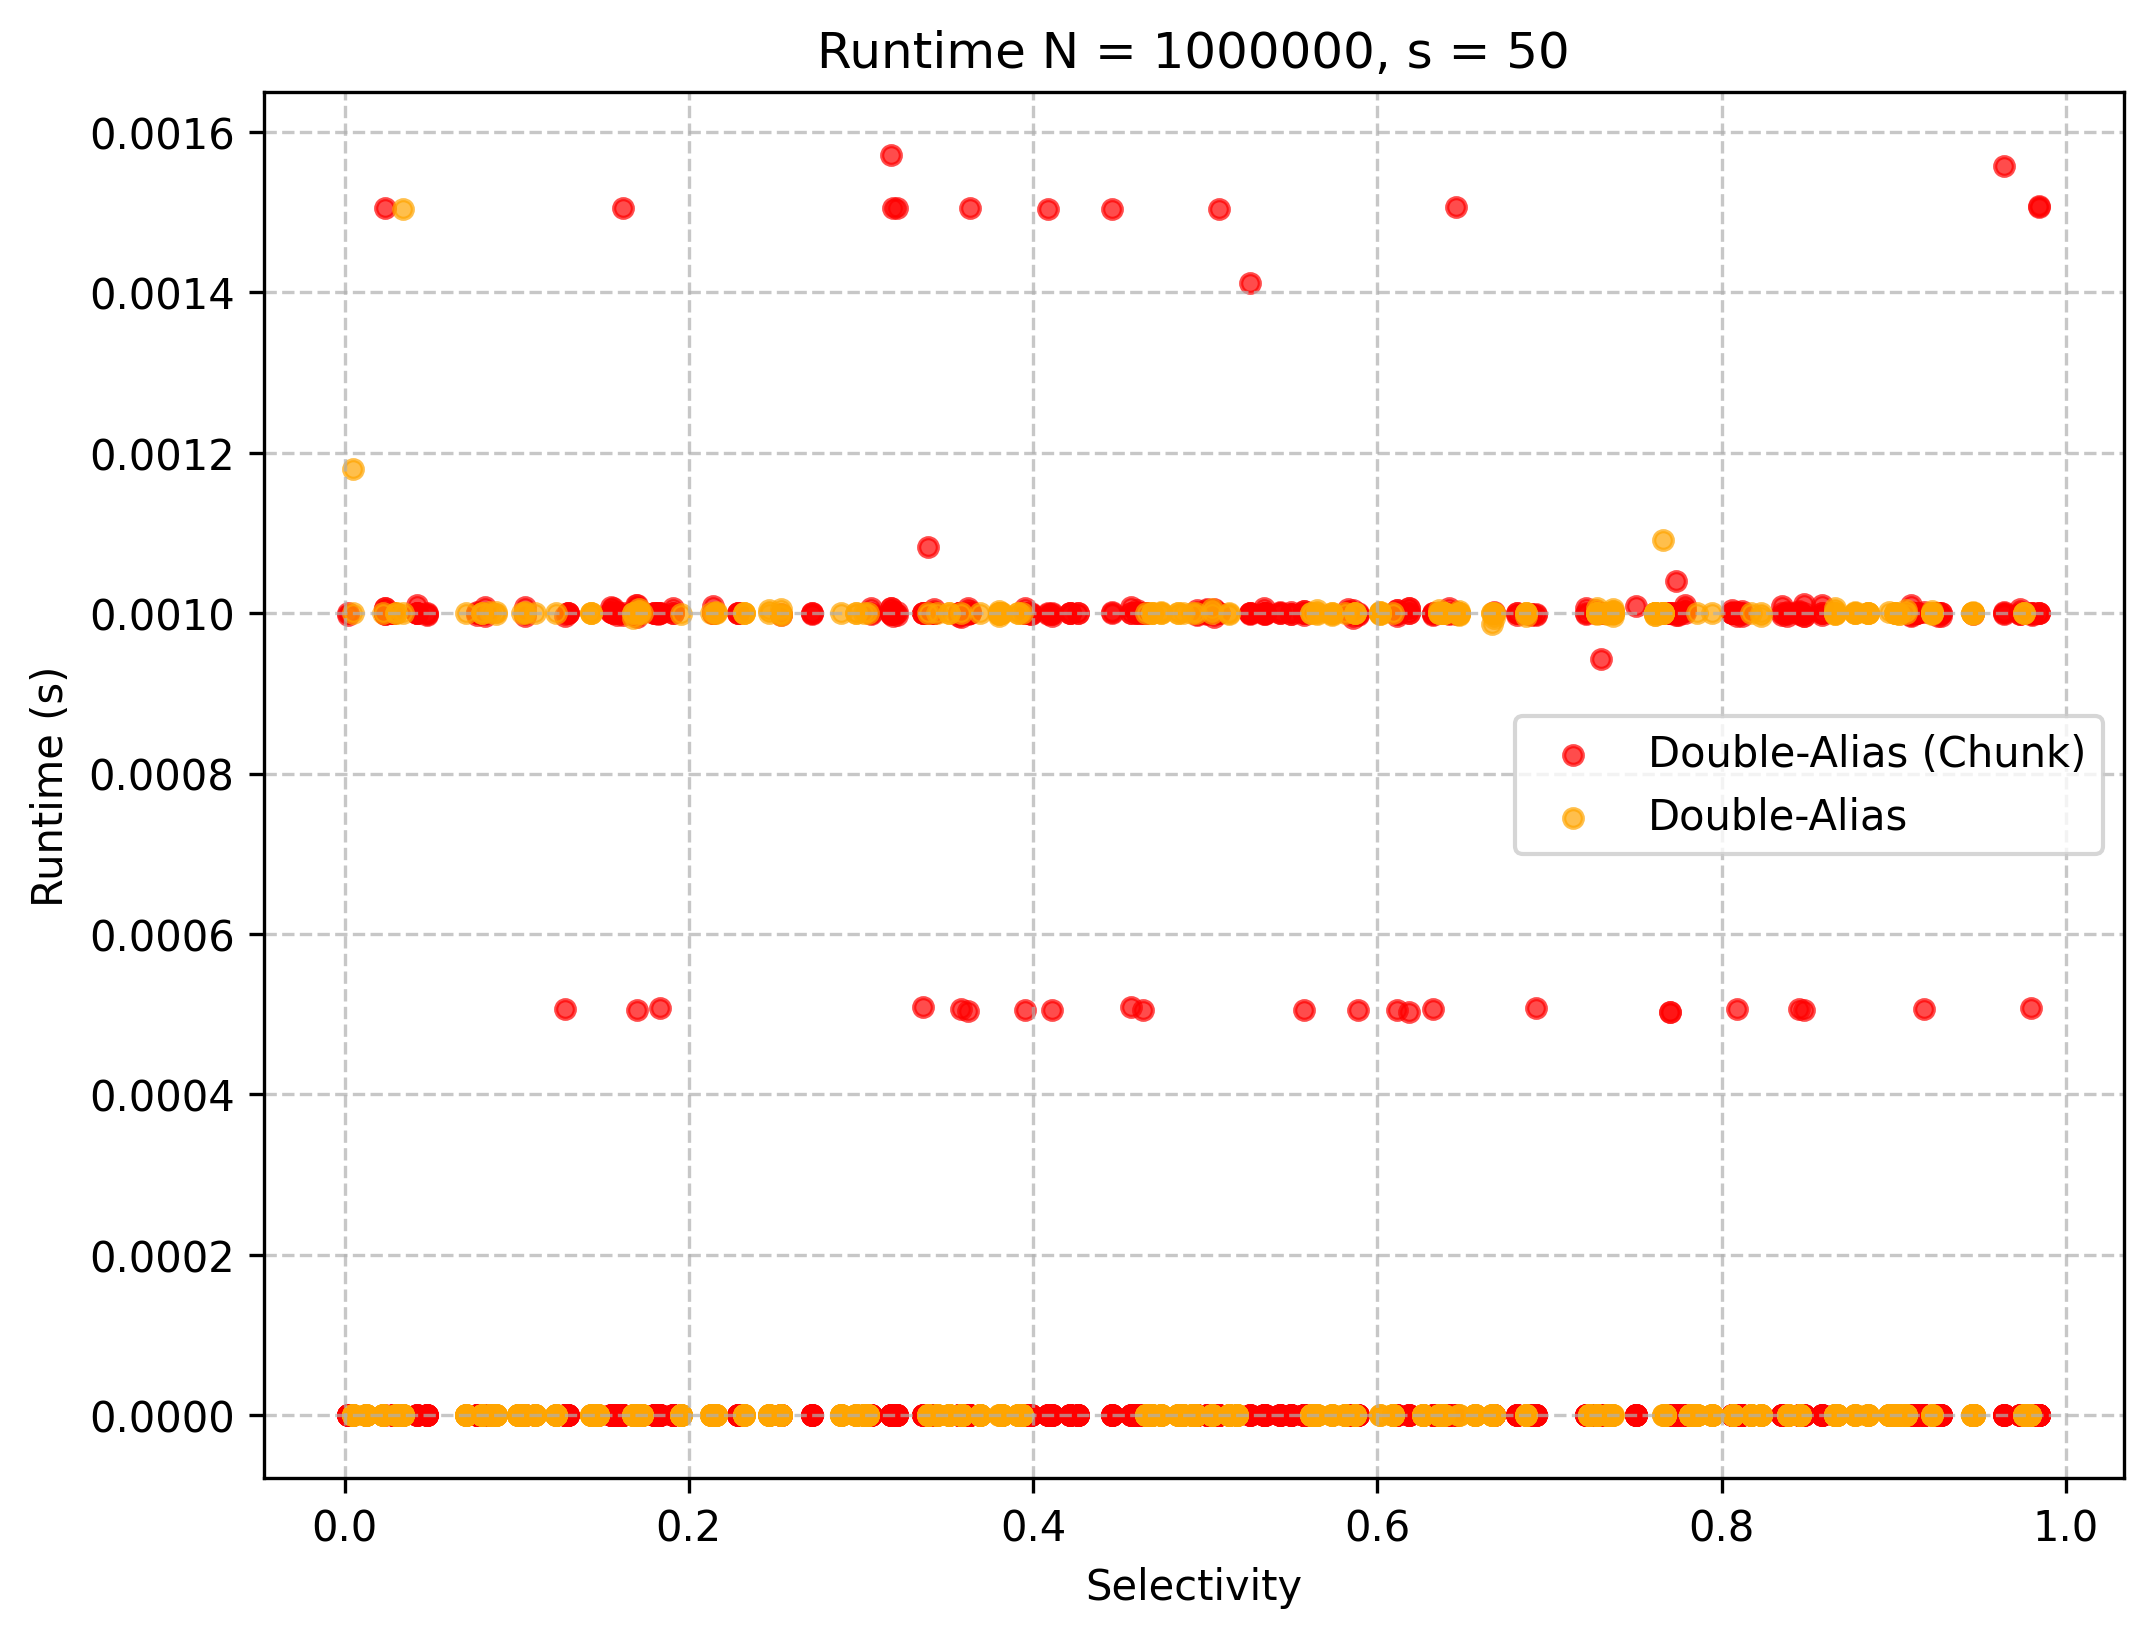 Runtime N = 1000000, s = 50
0.0016
0.0014
0.0012
0.0010
0.0008
0.0006
0.0004
0.0002
0.0000
Runtime (s)
Double-Alias (Chunk)
Double-Alias
0.0 0.2 0.4 0.6 0.8 1.0
Selectivity